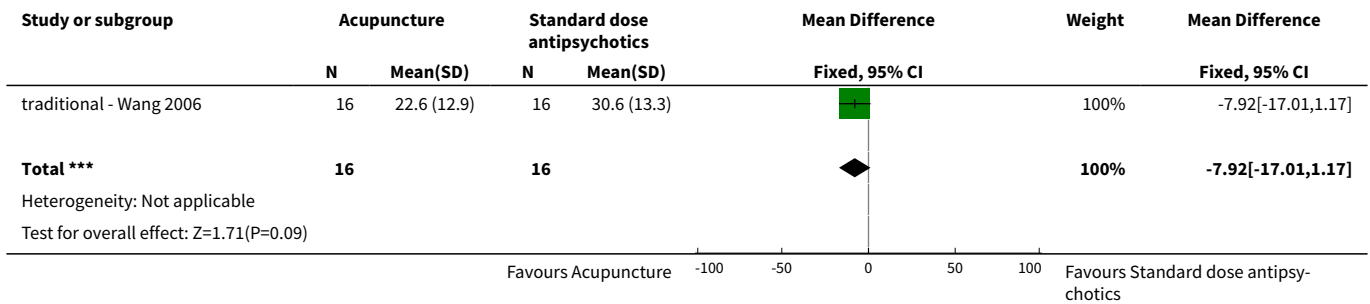 Study or subgroup Acupuncture Standard dose Mean Difference Weight Mean Difference
antipsychotics
N Mean(SD) N Mean(SD) Fixed, 95% CI Fixed, 95% CI
traditional - Wang 2006 16 22.6 (12.9) 16 30.6 (13.3) 100% -7.92[-17.01,1.17]
Total *** 16 16 100% -7.92[-17.01,1.17]
Heterogeneity: Not applicable
Test for overall effect: Z=1.71(P=0.09)
Favours Acupuncture -100 -50 0 50 100 Favours Standard dose antipsy-
chotics